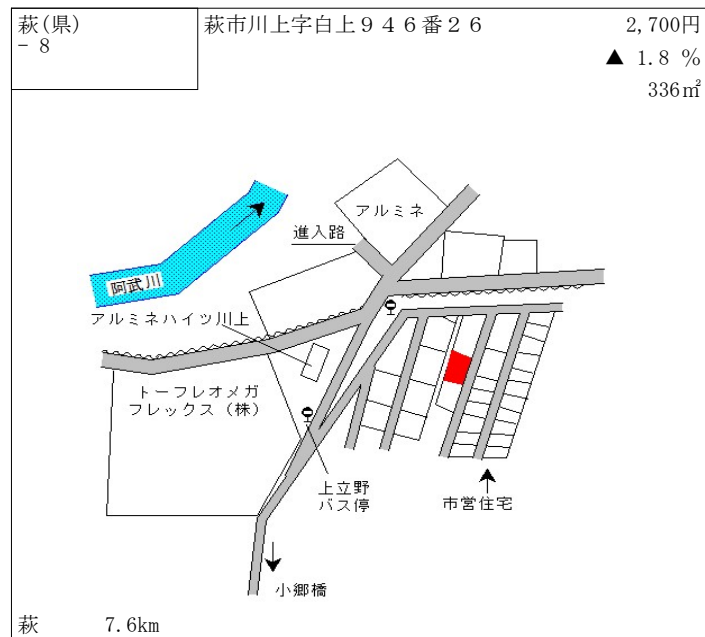 萩(県)
－8
萩市川上字白上９４６番２６
2,700円
▲ 1.8 %
336㎡
アルミネ
進入路
阿武川
アルミネハイツ川上
トーフレオメガ
フレックス（株）
上立野
バス停
市営住宅
小郷橋
萩 7.6km